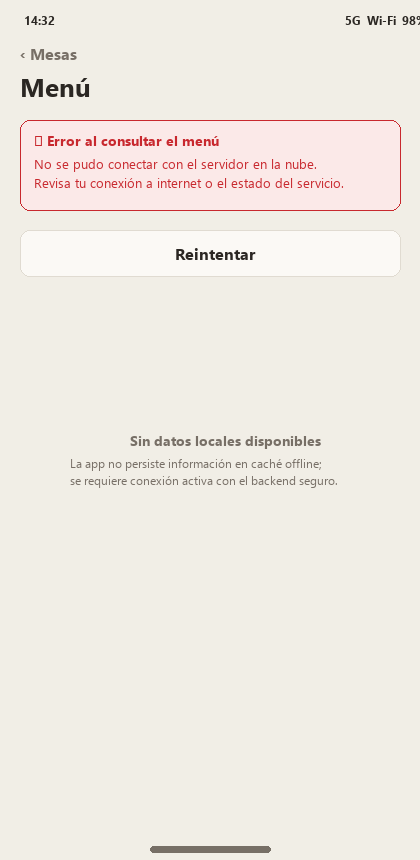 14:32 5G Wi-Fi 98%
‹ Mesas
Menú
Error al consultar el menú
No se pudo conectar con el servidor en la nube.
Revisa tu conexión a internet o el estado del servicio.
Reintentar
Sin datos locales disponibles
La app no persiste información en caché offline;
se requiere conexión activa con el backend seguro.